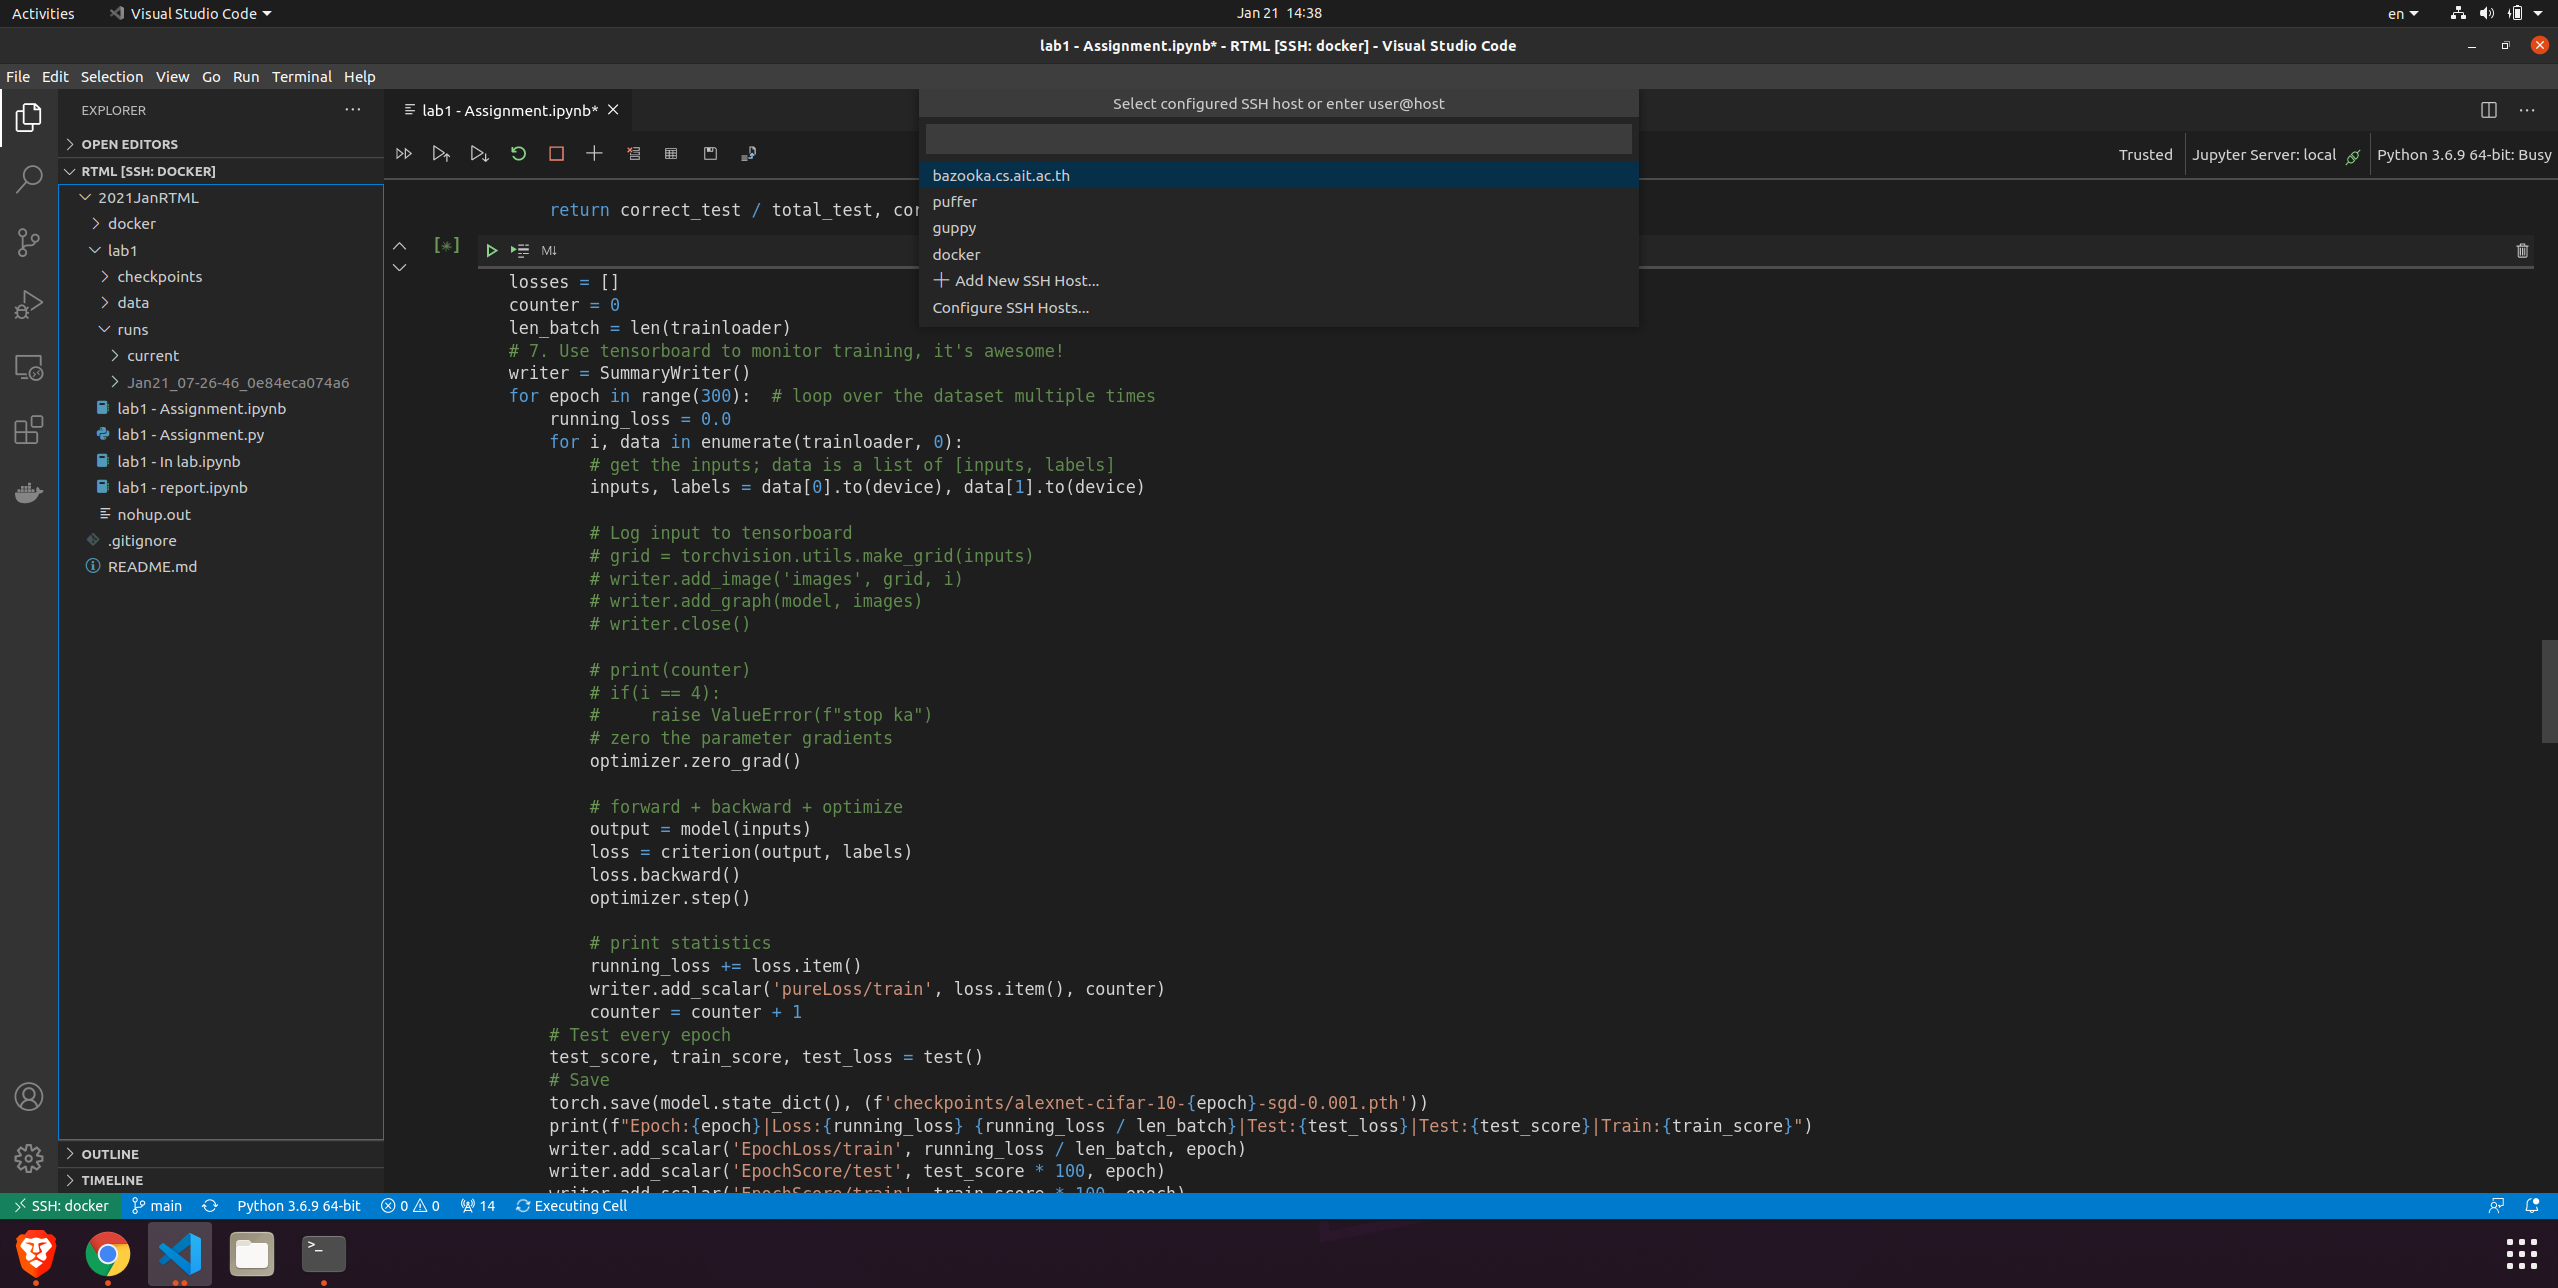 Activities
Visual Studio Code
Jan 21 14:38
en
lab1 - Assignment.ipynb* - RTML [SSH: docker] - Visual Studio Code
File Edit Selection View Go Run Terminal Help
EXPLORER
OPEN EDITORS
RTML [SSH: DOCKER]
2021JanRTML
docker
lab1
checkpoints
data
runs
current
Jan21_07-26-46_0e84eca074a6
lab1 - Assignment.ipynb
lab1 - Assignment.py
lab1 - In lab.ipynb
lab1 - report.ipynb
nohup.out
.gitignore
README.md
OUTLINE
TIMELINE
lab1 - Assignment.ipynb*
Select configured SSH host or enter user@host
bazooka.cs.ait.ac.th
puffer
guppy
docker
Add New SSH Host...
Configure SSH Hosts...
Trusted
Jupyter Server: local
Python 3.6.9 64-bit: Busy
return correct_test / total_test, cor
[*]
M↓
losses = []
counter = 0
len_batch = len(trainloader)
# 7. Use tensorboard to monitor training, it's awesome!
writer = SummaryWriter()
for epoch in range(300):  # loop over the dataset multiple times
running_loss = 0.0
for i, data in enumerate(trainloader, 0):
# get the inputs; data is a list of [inputs, labels]
inputs, labels = data[0].to(device), data[1].to(device)
# Log input to tensorboard
# grid = torchvision.utils.make_grid(inputs)
# writer.add_image('images', grid, i)
# writer.add_graph(model, images)
# writer.close()
# print(counter)
# if(i == 4):
#     raise ValueError(f"stop ka")
# zero the parameter gradients
optimizer.zero_grad()
# forward + backward + optimize
output = model(inputs)
loss = criterion(output, labels)
loss.backward()
optimizer.step()
# print statistics
running_loss += loss.item()
writer.add_scalar('pureLoss/train', loss.item(), counter)
counter = counter + 1
# Test every epoch
test_score, train_score, test_loss = test()
# Save
torch.save(model.state_dict(), (f'checkpoints/alexnet-cifar-10-{epoch}-sgd-0.001.pth'))
print(f"Epoch:{epoch}|Loss:{running_loss} {running_loss / len_batch}|Test:{test_loss}|Test:{test_score}|Train:{train_score}")
writer.add_scalar('EpochLoss/train', running_loss / len_batch, epoch)
writer.add_scalar('EpochScore/test', test_score * 100, epoch)
writer.add_scalar('EpochScore/train', train_score * 100, epoch)
SSH: docker
main
Python 3.6.9 64-bit
0
0
14
Executing Cell
>_